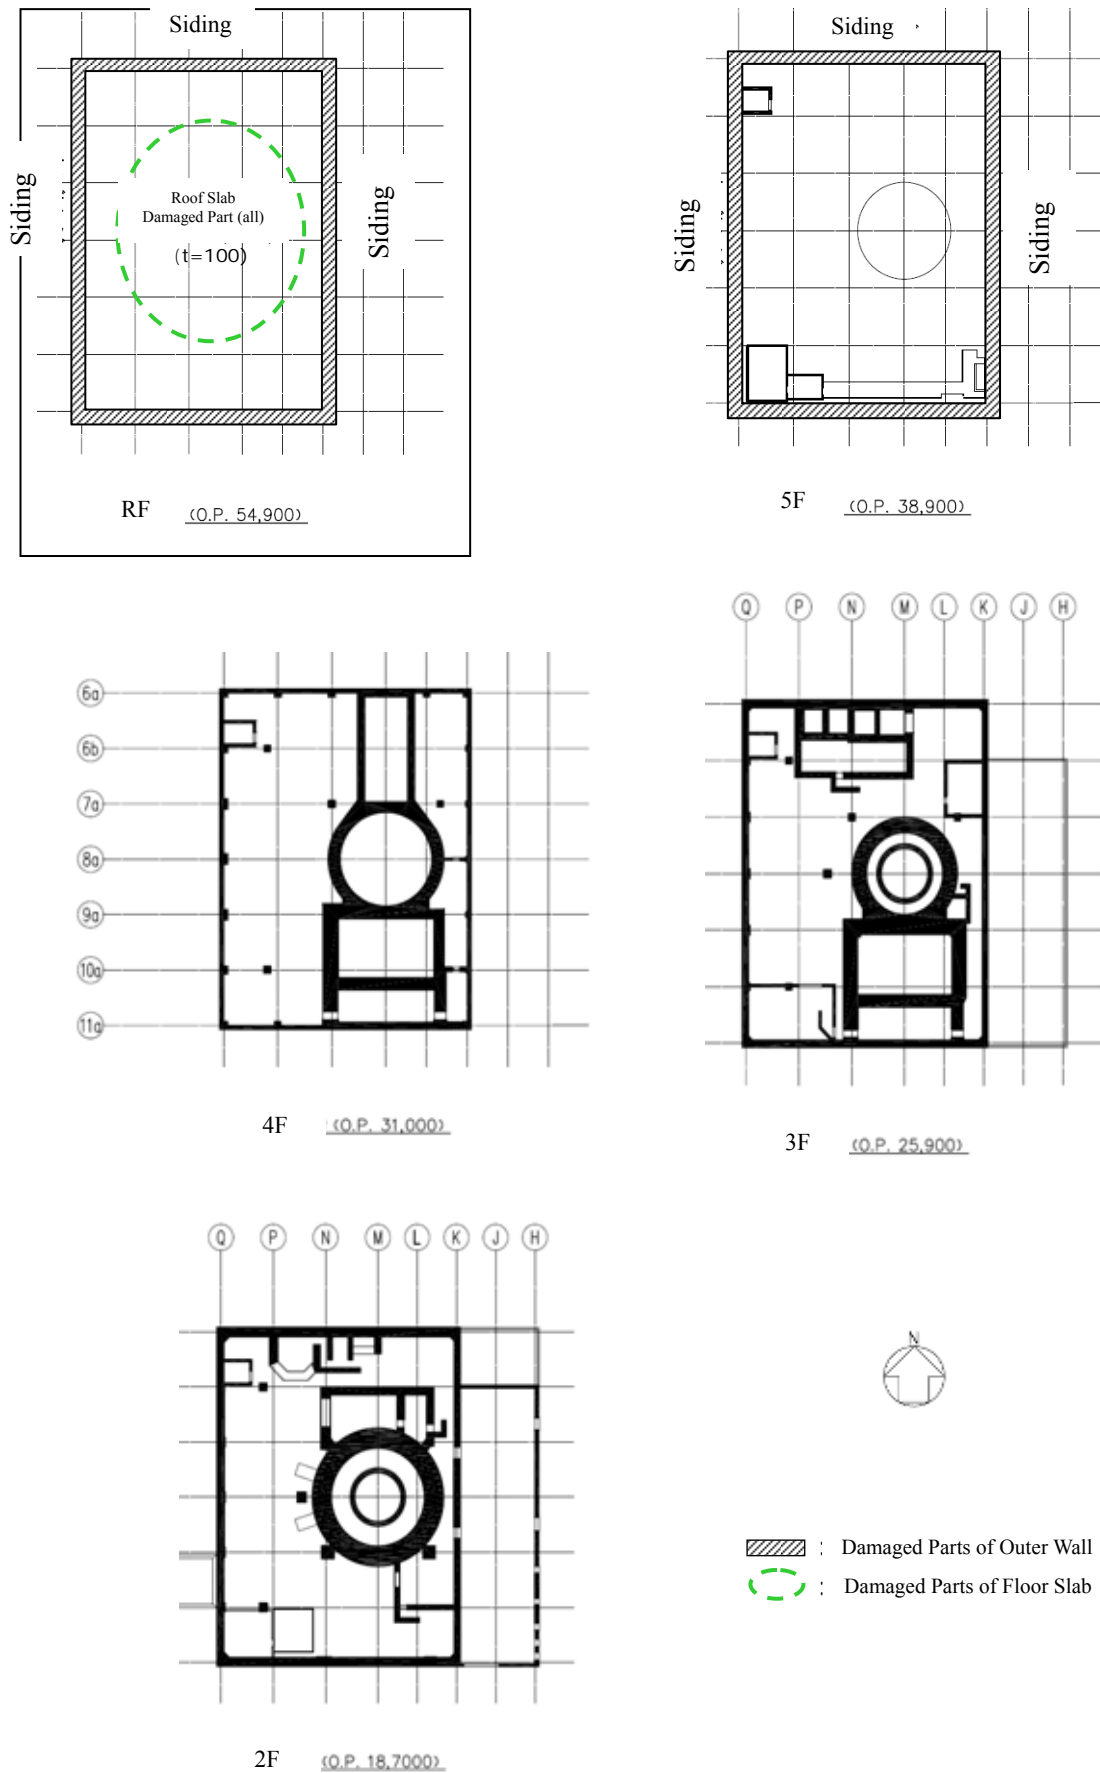 Siding
Siding
Siding
Roof Slab
Damaged Part (all)
(t=100)
RF (O.P. 54,900)
Siding
Siding
Siding
5F (O.P. 38,900)
6a
6b
7a
8a
9a
10a
11a
4F (O.P. 31,000)
Q P N M L K J H
3F (O.P. 25,900)
Q P N M L K J H
2F (O.P. 18,7000)
N
: Damaged Parts of Outer Wall
: Damaged Parts of Floor Slab